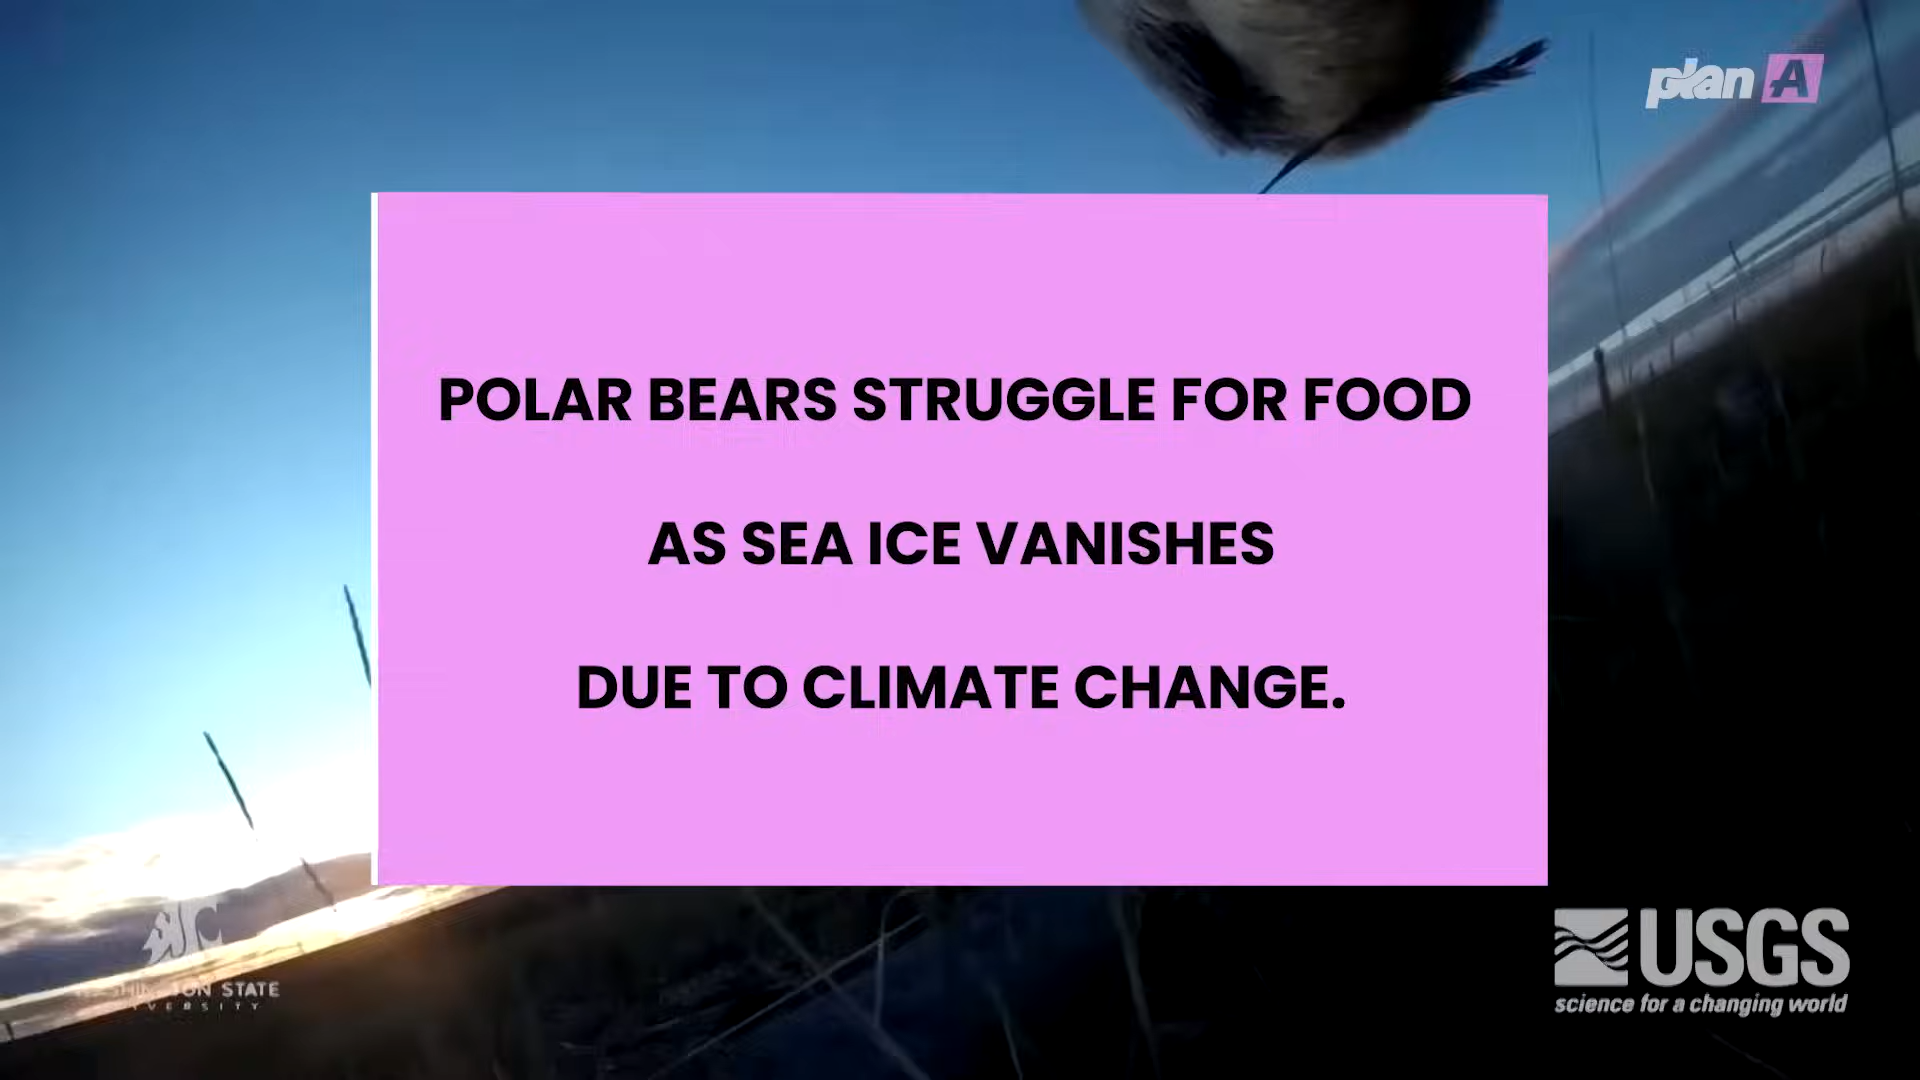 plan A
POLAR BEARS STRUGGLE FOR FOOD
AS SEA ICE VANISHES
DUE TO CLIMATE CHANGE.
USGS
science for a changing world
STATE